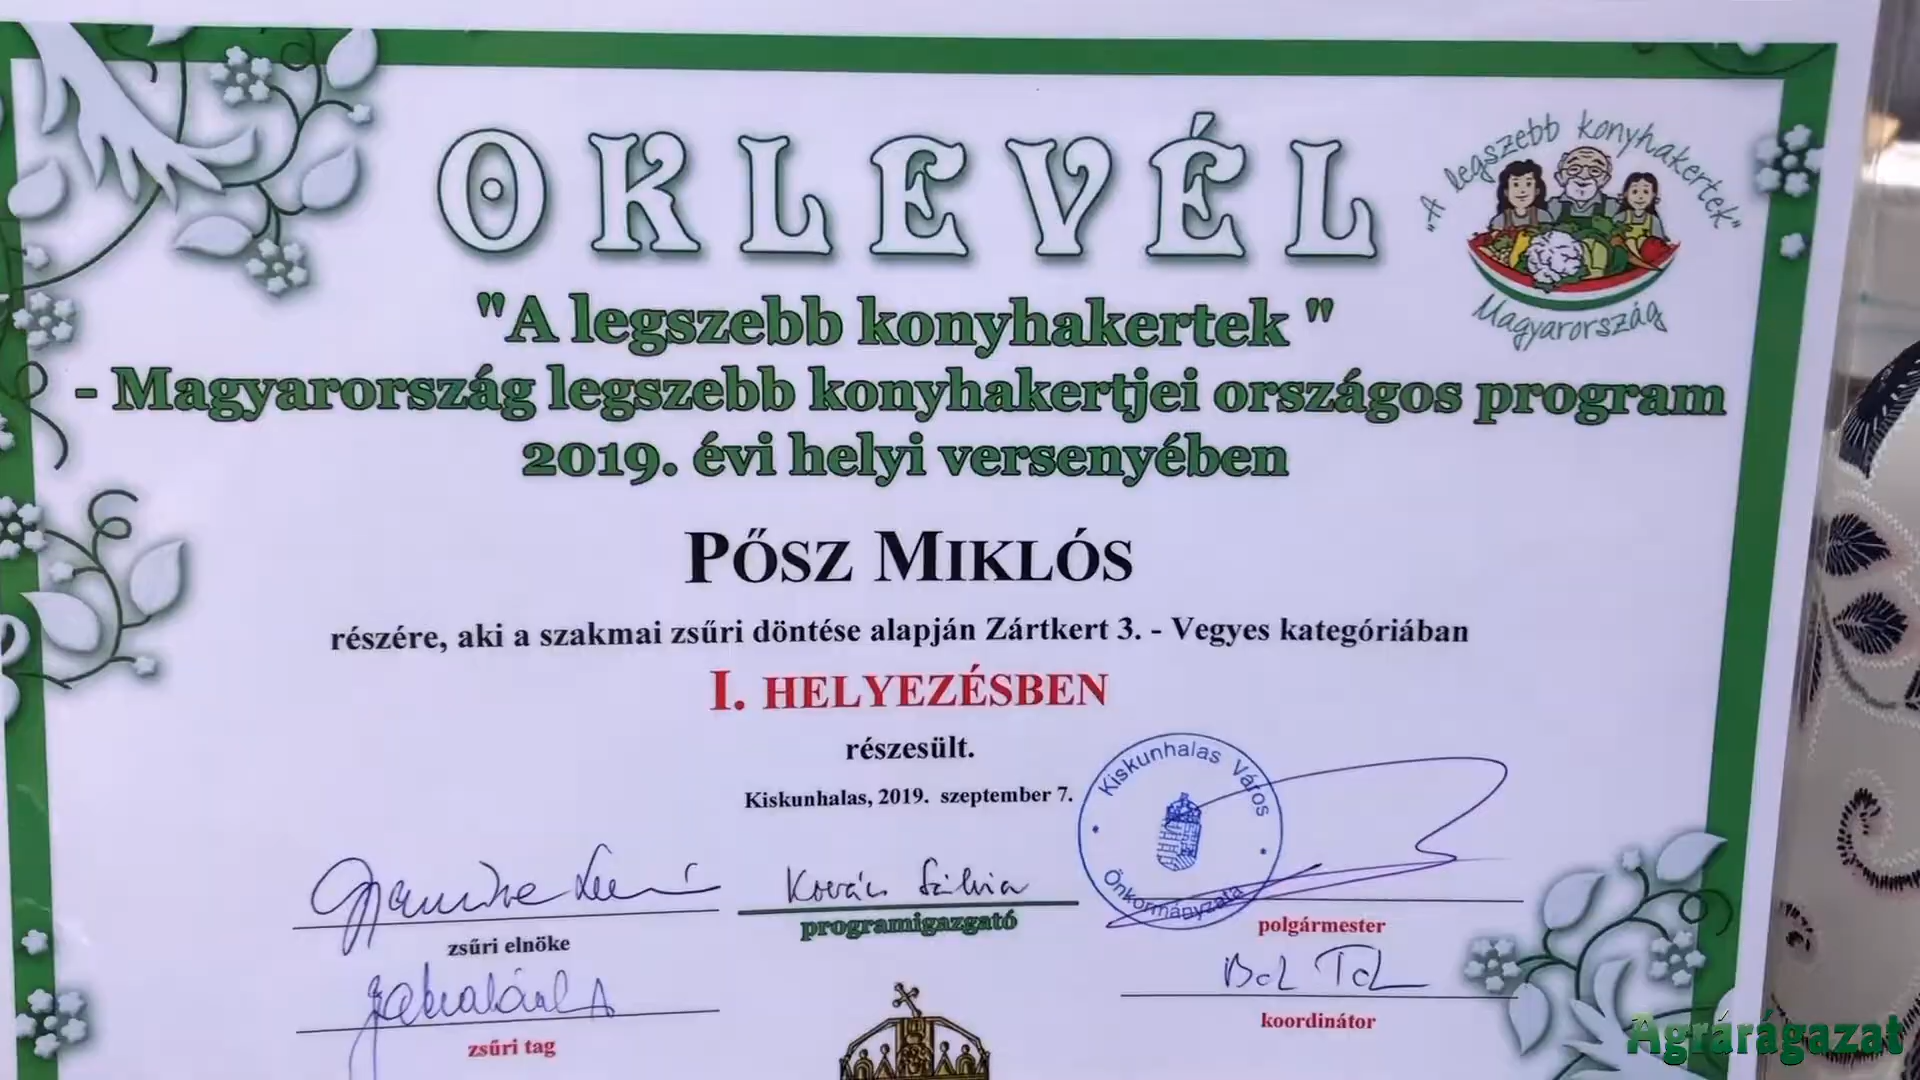 OKLEVÉL
"A legszebb konyhakertek"
Magyarország
"A legszebb konyhakertek "
- Magyarország legszebb konyhakertjei országos program
2019. évi helyi versenyében
PŐSZ MIKLÓS
részére, aki a szakmai zsűri döntése alapján Zártkert 3. - Vegyes kategóriában
I. HELYEZÉSBEN
részesült.
Kiskunhalas, 2019. szeptember 7.
Kiskunhalas Város
Önkormányzata
Kovács Szilvia
zsűri elnöke
programigazgató
polgármester
zsűri tag
koordinátor
Agrárágazat